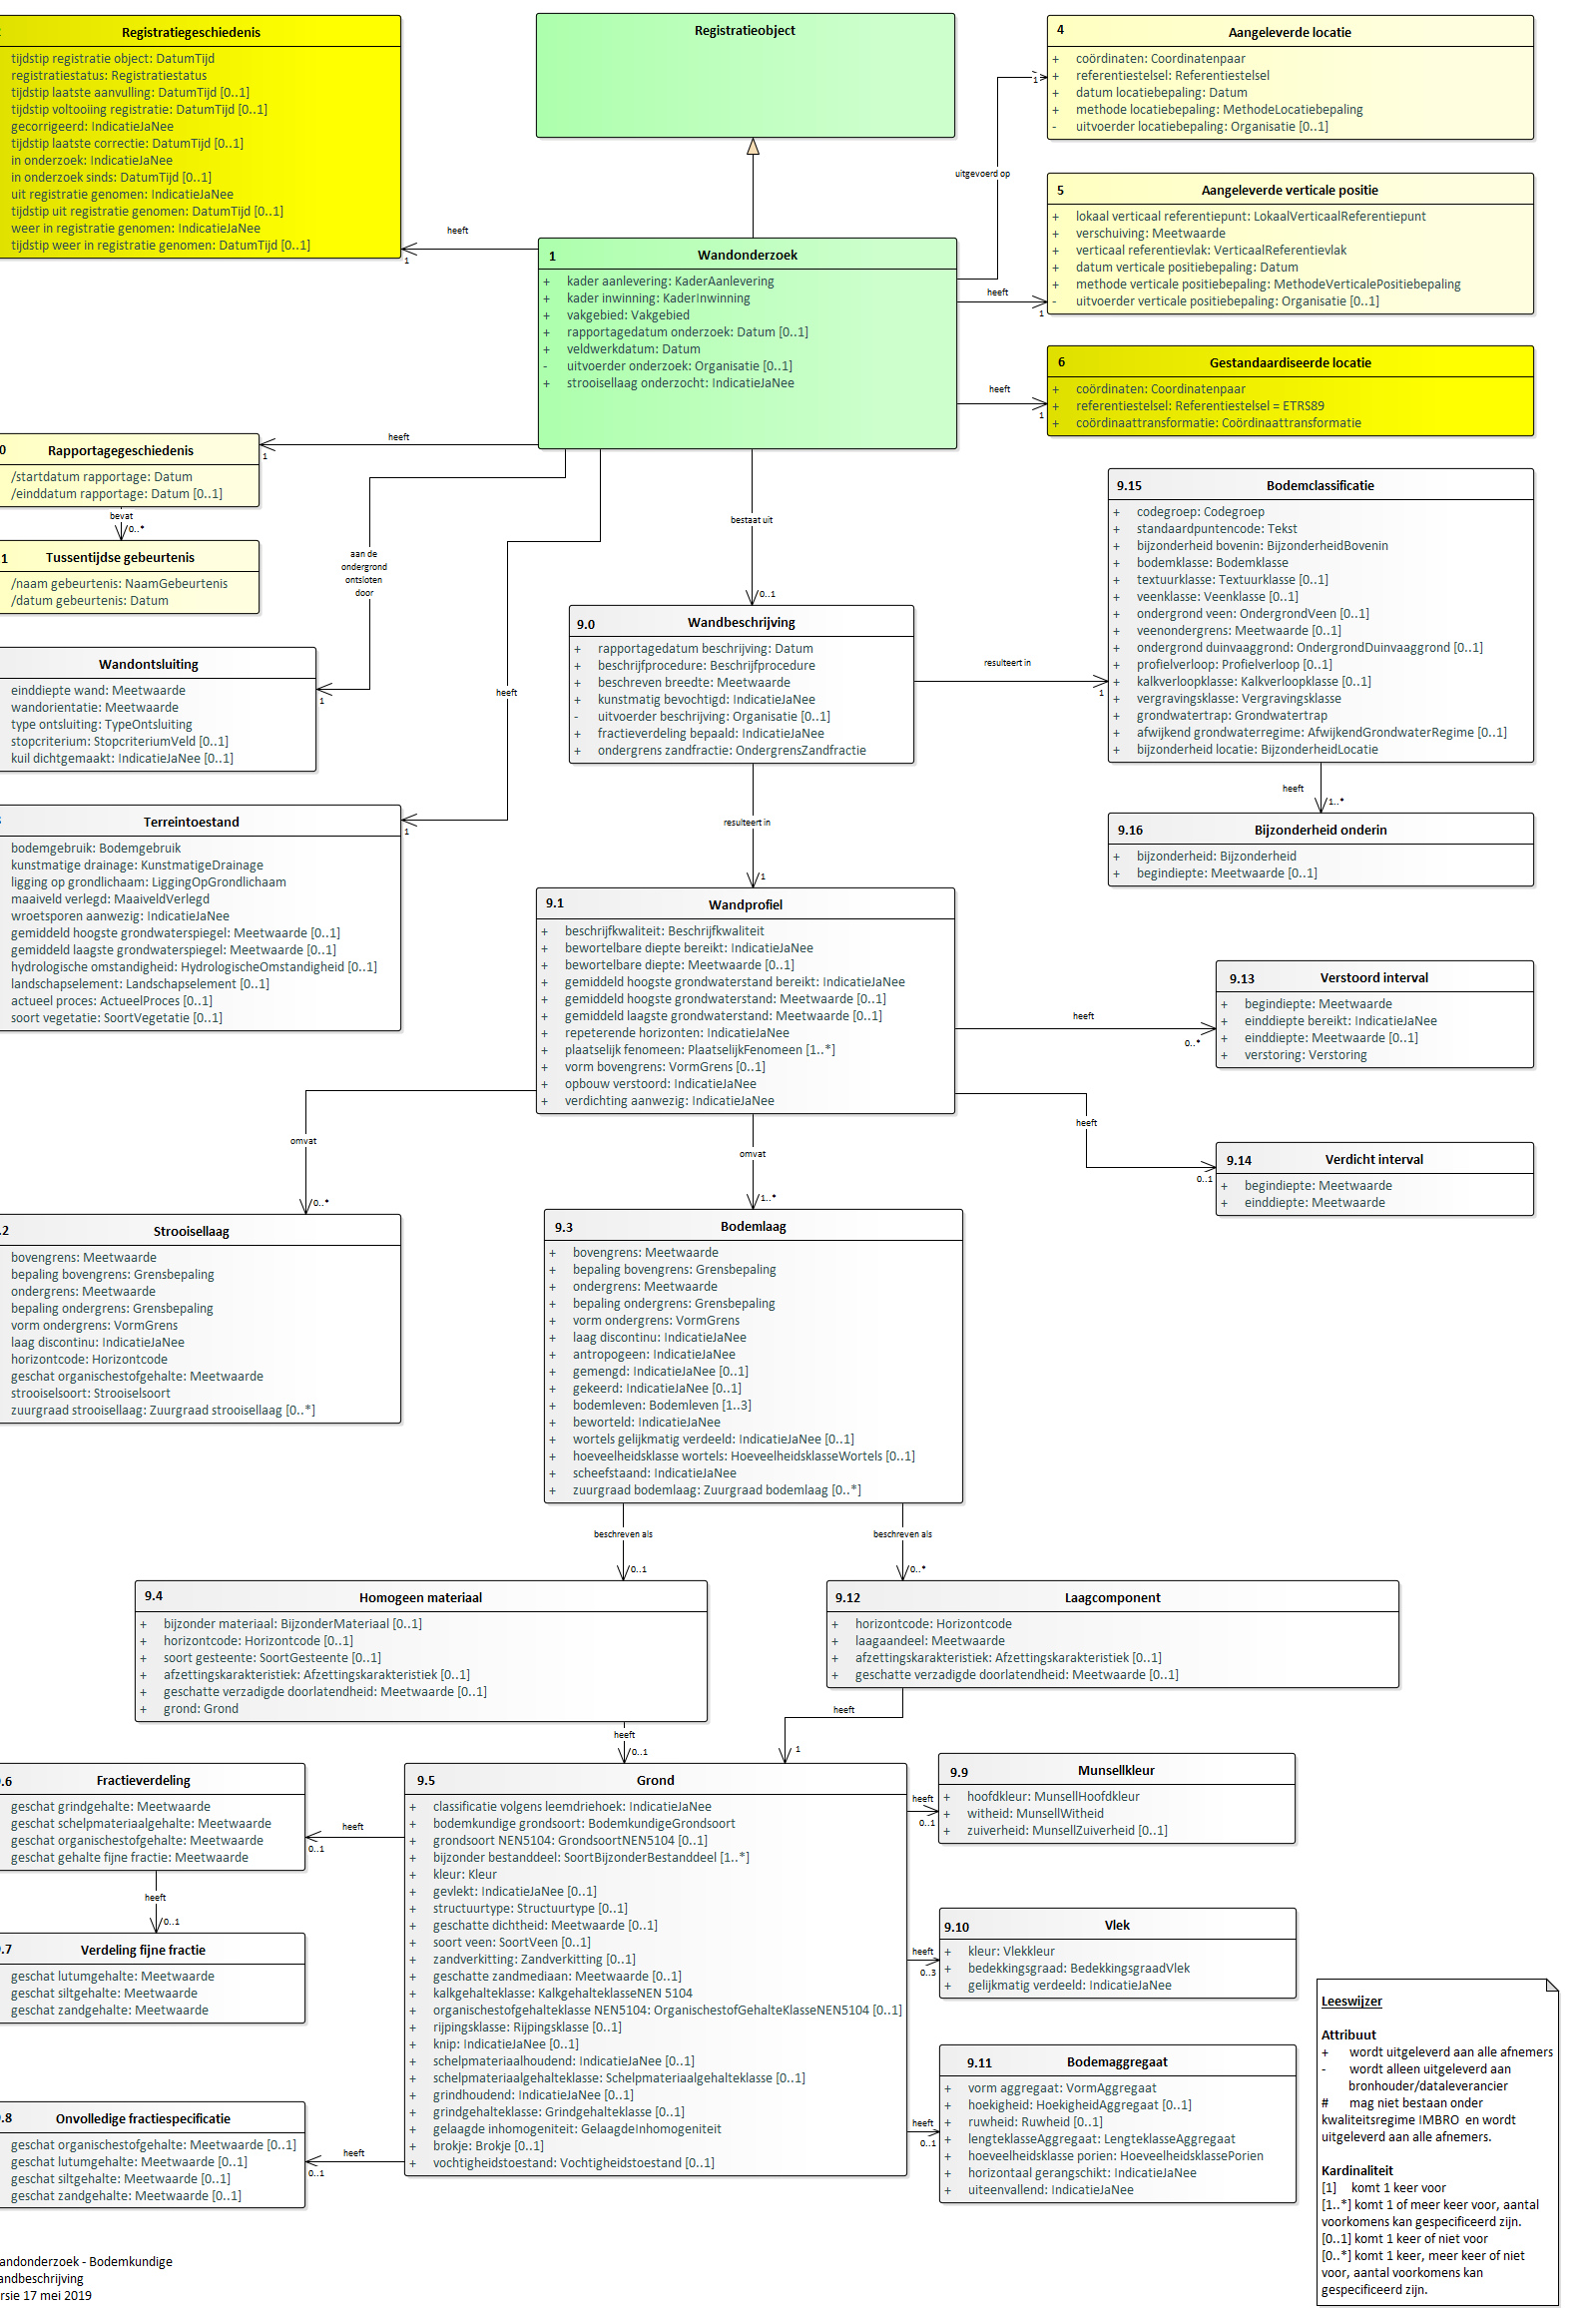 Registratiegeschiedenis
tijdstip registratie object: DatumTijd
registratiestatus: Registratiestatus
tijdstip laatste aanvulling: DatumTijd [0..1]
tijdstip voltooiing registratie: DatumTijd [0..1]
gecorrigeerd: IndicatieJaNee
tijdstip laatste correctie: DatumTijd [0..1]
in onderzoek: IndicatieJaNee
in onderzoek sinds: DatumTijd [0..1]
uit registratie genomen: IndicatieJaNee
tijdstip uit registratie genomen: DatumTijd [0..1]
weer in registratie genomen: IndicatieJaNee
tijdstip weer in registratie genomen: DatumTijd [0..1]
Registratieobject
4 Aangeleverde locatie
+ coördinaten: Coordinatenpaar
+ referentiestelsel: Referentiestelsel
+ datum locatiebepaling: Datum
+ methode locatiebepaling: MethodeLocatiebepaling
- uitvoerder locatiebepaling: Organisatie [0..1]
1
uitgevoerd op
5 Aangeleverde verticale positie
+ lokaal verticaal referentiepunt: LokaalVerticaalReferentiepunt
+ verschuiving: Meetwaarde
+ verticaal referentievlak: VerticaalReferentievlak
+ datum verticale positiebepaling: Datum
+ methode verticale positiebepaling: MethodeVerticalePositiebepaling
- uitvoerder verticale positiebepaling: Organisatie [0..1]
heeft
1
heeft
1
1 Wandonderzoek
+ kader aanlevering: KaderAanlevering
+ kader inwinning: KaderInwinning
+ vakgebied: Vakgebied
+ rapportagedatum onderzoek: Datum [0..1]
+ veldwerkdatum: Datum
- uitvoerder onderzoek: Organisatie [0..1]
+ strooisellaag onderzocht: IndicatieJaNee
6 Gestandaardiseerde locatie
+ coördinaten: Coordinatenpaar
+ referentiestelsel: Referentiestelsel = ETRS89
+ coördinaattransformatie: Coördinaattransformatie
heeft
1
heeft
1
0 Rapportagegeschiedenis
/startdatum rapportage: Datum
/einddatum rapportage: Datum [0..1]
bevat
0..*
1 Tussentijdse gebeurtenis
/naam gebeurtenis: NaamGebeurtenis
/datum gebeurtenis: Datum
aan de
ondergrond
ontsloten
door
1
Wandontsluiting
einddiepte wand: Meetwaarde
wandorientatie: Meetwaarde
type ontsluiting: TypeOntsluiting
stopcriterium: StopcriteriumVeld [0..1]
kuil dichtgemaakt: IndicatieJaNee [0..1]
bestaat uit
0..1
9.0 Wandbeschrijving
+ rapportagedatum beschrijving: Datum
+ beschrijfprocedure: Beschrijfprocedure
+ beschreven breedte: Meetwaarde
+ kunstmatig bevochtigd: IndicatieJaNee
- uitvoerder beschrijving: Organisatie [0..1]
+ fractieverdeling bepaald: IndicatieJaNee
+ ondergrens zandfractie: OndergrensZandfractie
resulteert in
1
9.15 Bodemclassificatie
+ codegroep: Codegroep
+ standaardpuntencode: Tekst
+ bijzonderheid bovenin: BijzonderheidBovenin
+ bodemklasse: Bodemklasse
+ textuurklasse: Textuurklasse [0..1]
+ veenklasse: Veenklasse [0..1]
+ ondergrond veen: OndergrondVeen [0..1]
+ veenondergrens: Meetwaarde [0..1]
+ ondergrond duinvaaggrond: OndergrondDuinvaaggrond [0..1]
+ profielverloop: Profielverloop [0..1]
+ kalkverloopklasse: Kalkverloopklasse [0..1]
+ vergravingsklasse: Vergravingsklasse
+ grondwatertrap: Grondwatertrap
+ afwijkend grondwaterregime: AfwijkendGrondwaterRegime [0..1]
+ bijzonderheid locatie: BijzonderheidLocatie
heeft
1..*
9.16 Bijzonderheid onderin
+ bijzonderheid: Bijzonderheid
+ begindiepte: Meetwaarde [0..1]
heeft
1
Terreintoestand
bodemgebruik: Bodemgebruik
kunstmatige drainage: KunstmatigeDrainage
ligging op grondlichaam: LiggingOpGrondlichaam
maaiveld verlegd: MaaiveldVerlegd
wroetsporen aanwezig: IndicatieJaNee
gemiddeld hoogste grondwaterspiegel: Meetwaarde [0..1]
gemiddeld laagste grondwaterspiegel: Meetwaarde [0..1]
hydrologische omstandigheid: HydrologischeOmstandigheid [0..1]
landschapselement: Landschapselement [0..1]
actueel proces: ActueelProces [0..1]
soort vegetatie: SoortVegetatie [0..1]
resulteert in
1
9.1 Wandprofiel
+ beschrijfkwaliteit: Beschrijfkwaliteit
+ bewortelbare diepte bereikt: IndicatieJaNee
+ bewortelbare diepte: Meetwaarde [0..1]
+ gemiddeld hoogste grondwaterstand bereikt: IndicatieJaNee
+ gemiddeld hoogste grondwaterstand: Meetwaarde [0..1]
+ gemiddeld laagste grondwaterstand: Meetwaarde [0..1]
+ repeterende horizonten: IndicatieJaNee
+ plaatselijk fenomeen: PlaatselijkFenomeen [1..*]
+ vorm bovengrens: VormGrens [0..1]
+ opbouw verstoord: IndicatieJaNee
+ verdichting aanwezig: IndicatieJaNee
heeft
0..*
9.13 Verstoord interval
+ begindiepte: Meetwaarde
+ einddiepte bereikt: IndicatieJaNee
+ einddiepte: Meetwaarde [0..1]
+ verstoring: Verstoring
heeft
0..1
9.14 Verdicht interval
+ begindiepte: Meetwaarde
+ einddiepte: Meetwaarde
omvat
0..*
.2 Strooisellaag
bovengrens: Meetwaarde
bepaling bovengrens: Grensbepaling
ondergrens: Meetwaarde
bepaling ondergrens: Grensbepaling
vorm ondergrens: VormGrens
laag discontinu: IndicatieJaNee
horizontcode: Horizontcode
geschat organischestofgehalte: Meetwaarde
strooiselsoort: Strooiselsoort
zuurgraad strooisellaag: Zuurgraad strooisellaag [0..*]
omvat
1..*
9.3 Bodemlaag
+ bovengrens: Meetwaarde
+ bepaling bovengrens: Grensbepaling
+ ondergrens: Meetwaarde
+ bepaling ondergrens: Grensbepaling
+ vorm ondergrens: VormGrens
+ laag discontinu: IndicatieJaNee
+ antropogeen: IndicatieJaNee
+ gemengd: IndicatieJaNee [0..1]
+ gekeerd: IndicatieJaNee [0..1]
+ bodemleven: Bodemleven [1..3]
+ beworteld: IndicatieJaNee
+ wortels gelijkmatig verdeeld: IndicatieJaNee [0..1]
+ hoeveelheidsklasse wortels: HoeveelheidsklasseWortels [0..1]
+ scheefstaand: IndicatieJaNee
+ zuurgraad bodemlaag: Zuurgraad bodemlaag [0..*]
beschreven als
0..1
beschreven als
0..*
9.4 Homogeen materiaal
+ bijzonder materiaal: BijzonderMateriaal [0..1]
+ horizontcode: Horizontcode [0..1]
+ soort gesteente: SoortGesteente [0..1]
+ afzettingskarakteristiek: Afzettingskarakteristiek [0..1]
+ geschatte verzadigde doorlatendheid: Meetwaarde [0..1]
+ grond: Grond
9.12 Laagcomponent
+ horizontcode: Horizontcode
+ laagaandeel: Meetwaarde
+ afzettingskarakteristiek: Afzettingskarakteristiek [0..1]
+ geschatte verzadigde doorlatendheid: Meetwaarde [0..1]
heeft
0..1
heeft
1
.6 Fractieverdeling
geschat grindgehalte: Meetwaarde
geschat schelpmateriaalgehalte: Meetwaarde
geschat organischestofgehalte: Meetwaarde
geschat gehalte fijne fractie: Meetwaarde
heeft
0..1
heeft
0..1
.7 Verdeling fijne fractie
geschat lutumgehalte: Meetwaarde
geschat siltgehalte: Meetwaarde
geschat zandgehalte: Meetwaarde
.8 Onvolledige fractiespecificatie
geschat organischestofgehalte: Meetwaarde [0..1]
geschat lutumgehalte: Meetwaarde [0..1]
geschat siltgehalte: Meetwaarde [0..1]
geschat zandgehalte: Meetwaarde [0..1]
heeft
0..1
9.5 Grond
+ classificatie volgens leemdriehoek: IndicatieJaNee
+ bodemkundige grondsoort: BodemkundigeGrondsoort
+ grondsoort NEN5104: GrondsoortNEN5104 [0..1]
+ bijzonder bestanddeel: SoortBijzonderBestanddeel [1..*]
+ kleur: Kleur
+ gevlekt: IndicatieJaNee [0..1]
+ structuurtype: Structuurtype [0..1]
+ geschatte dichtheid: Meetwaarde [0..1]
+ soort veen: SoortVeen [0..1]
+ zandverkitting: Zandverkitting [0..1]
+ geschatte zandmediaan: Meetwaarde [0..1]
+ kalkgehalteklasse: KalkgehalteklasseNEN 5104
+ organischestofgehalteklasse NEN5104: OrganischestofGehalteKlasseNEN5104 [0..1]
+ rijpingsklasse: Rijpingsklasse [0..1]
+ knip: IndicatieJaNee [0..1]
+ schelpmateriaalhoudend: IndicatieJaNee [0..1]
+ schelpmateriaalgehalteklasse: Schelpmateriaalgehalteklasse [0..1]
+ grindhoudend: IndicatieJaNee [0..1]
+ grindgehalteklasse: Grindgehalteklasse [0..1]
+ gelaagde inhomogeniteit: GelaagdeInhomogeniteit
+ brokje: Brokje [0..1]
+ vochtigheidstoestand: Vochtigheidstoestand [0..1]
heeft
0..1
9.9 Munsellkleur
+ hoofdkleur: MunsellHoofdkleur
+ witheid: MunsellWitheid
+ zuiverheid: MunsellZuiverheid [0..1]
heeft
0..3
9.10 Vlek
+ kleur: Vlekkleur
+ bedekkingsgraad: BedekkingsgraadVlek
+ gelijkmatig verdeeld: IndicatieJaNee
heeft
0..1
9.11 Bodemaggregaat
+ vorm aggregaat: VormAggregaat
+ hoekigheid: HoekigheidAggregaat [0..1]
+ ruwheid: Ruwheid [0..1]
+ lengteklasseAggregaat: LengteklasseAggregaat
+ hoeveelheidsklasse porien: HoeveelheidsklassePorien
+ horizontaal gerangschikt: IndicatieJaNee
+ uiteenvallend: IndicatieJaNee
Leeswijzer
Attribuut
+ wordt uitgeleverd aan alle afnemers
- wordt alleen uitgeleverd aan
bronhouder/dataleverancier
# mag niet bestaan onder
kwaliteitsregime IMBRO en wordt
uitgeleverd aan alle afnemers.
Kardinaliteit
[1] komt 1 keer voor
[1..*] komt 1 of meer keer voor, aantal
voorkomens kan gespecificeerd zijn.
[0..1] komt 1 keer of niet voor
[0..*] komt 1 keer, meer keer of niet
voor, aantal voorkomens kan
gespecificeerd zijn.
andonderzoek - Bodemkundige
andbeschrijving
rsie 17 mei 2019